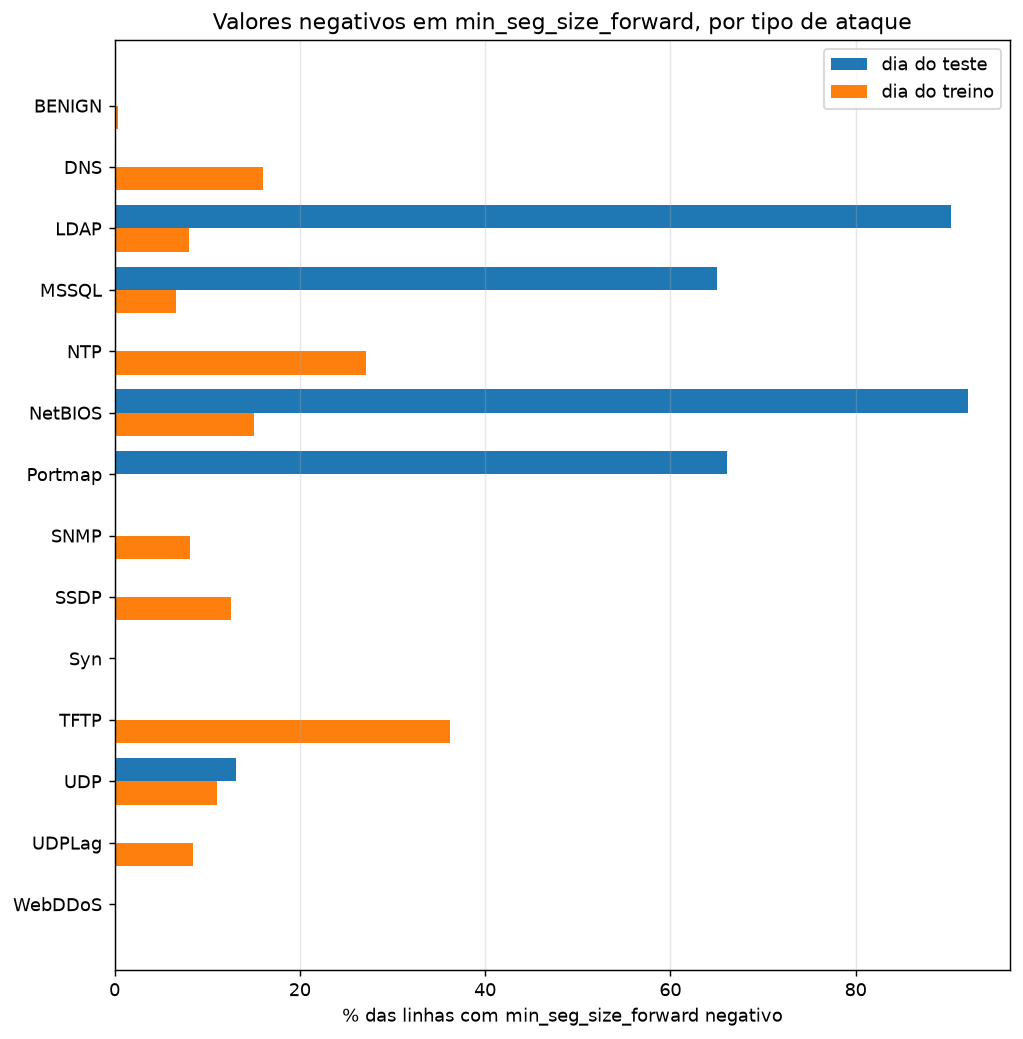 Valores negativos em min_seg_size_forward, por tipo de ataque
dia do teste
dia do treino
BENIGN
DNS
LDAP
MSSQL
NTP
NetBIOS
Portmap
SNMP
SSDP
Syn
TFTP
UDP
UDPLag
WebDDoS
0 20 40 60 80
% das linhas com min_seg_size_forward negativo